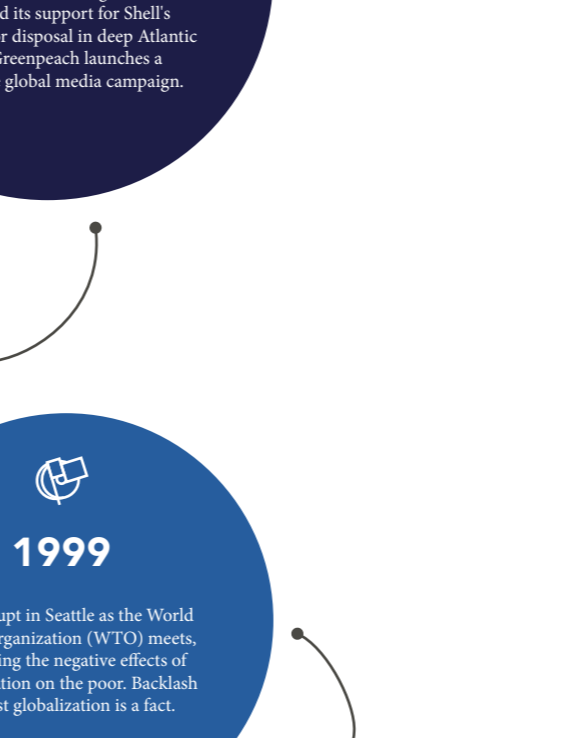 d its support for Shell's
r disposal in deep Atlantic
Greenpeach launches a
global media campaign.
1999
upt in Seattle as the World
rganization (WTO) meets,
ing the negative effects of
tion on the poor. Backlash
st globalization is a fact.